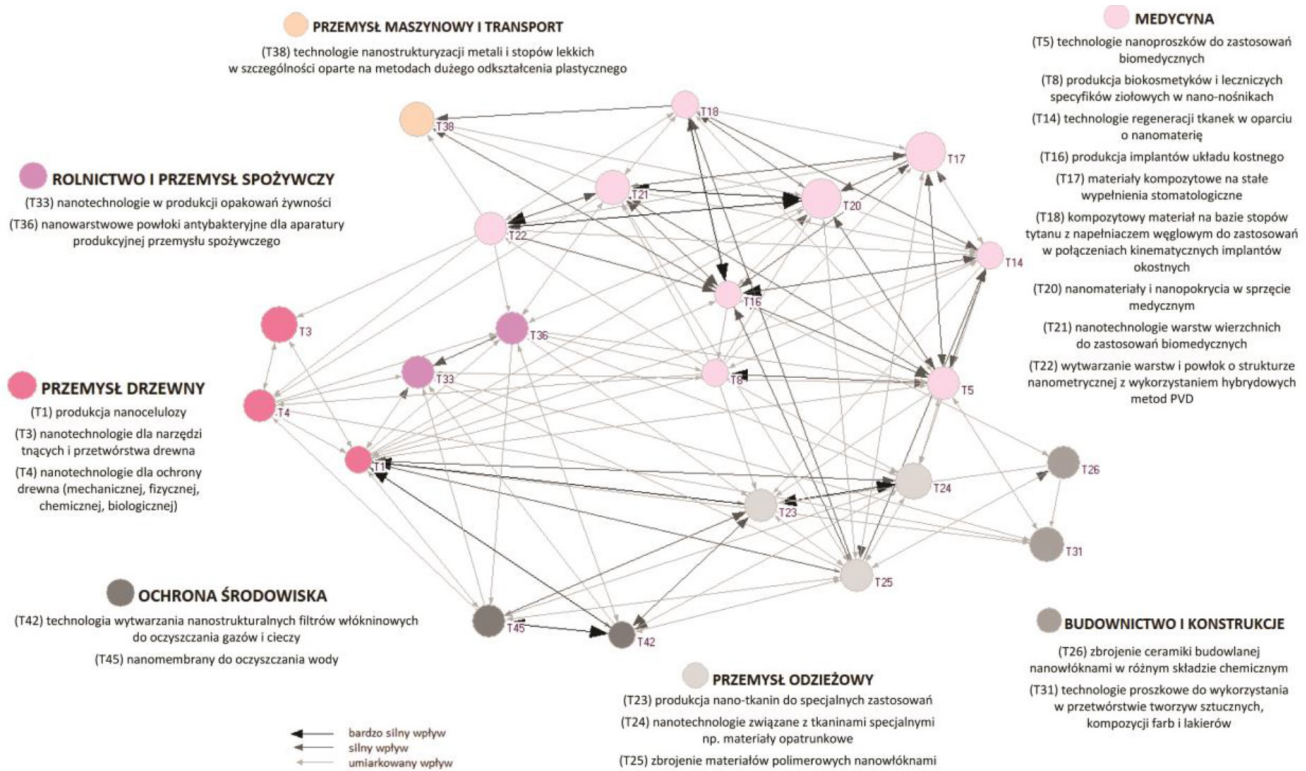 PRZEMYSŁ MASZYNOWY I TRANSPORT
(T38) technologie nanostrukturyzacji metali i stopów lekkich
w szczególności oparte na metodach dużego odkształcenia plastycznego
MEDYCYNA
(T5) technologie nanoproszków do zastosowań
biomedycznych
(T8) produkcja biokosmetyków i leczniczych
specyfików ziołowych w nano-nośnikach
(T14) technologie regeneracji tkanek w oparciu
o nanomaterię
(T16) produkcja implantów układu kostnego
(T17) materiały kompozytowe na stałe
wypełnienia stomatologiczne
(T18) kompozytowy materiał na bazie stopów
tytanu z napełniaczem węglowym do zastosowań
w połączeniach kinematycznych implantów
okostnych
(T20) nanomateriały i nanopokrycia w sprzęcie
medycznym
(T21) nanotechnologie warstw wierzchnich
do zastosowań biomedycznych
(T22) wytwarzanie warstw i powłok o strukturze
nanometrycznej z wykorzystaniem hybrydowych
metod PVD
ROLNICTWO I PRZEMYSŁ SPOŻYWCZY
(T33) nanotechnologie w produkcji opakowań żywności
(T36) nanowarstwowe powłoki antybakteryjne dla aparatury
produkcyjnej przemysłu spożywczego
T18
T38
T17
T21
T20
T22
T14
T16
T3
T36
T33
T8
T5
T4
T1
T26
T24
T23
T31
T25
T45
T42
PRZEMYSŁ DRZEWNY
(T1) produkcja nanocelulozy
(T3) nanotechnologie dla narzędzi
tnących i przetwórstwa drewna
(T4) nanotechnologie dla ochrony
drewna (mechanicznej, fizycznej,
chemicznej, biologicznej)
OCHRONA ŚRODOWISKA
(T42) technologia wytwarzania nanostrukturalnych filtrów włókninowych
do oczyszczania gazów i cieczy
(T45) nanomembrany do oczyszczania wody
BUDOWNICTWO I KONSTRUKCJE
(T26) zbrojenie ceramiki budowlanej
nanowłóknami w różnym składzie chemicznym
(T31) technologie proszkowe do wykorzystania
w przetwórstwie tworzyw sztucznych,
kompozycji farb i lakierów
PRZEMYSŁ ODZIEŻOWY
(T23) produkcja nano-tkanin do specjalnych zastosowań
(T24) nanotechnologie związane z tkaninami specjalnymi
np. materiały opatrunkowe
(T25) zbrojenie materiałów polimerowych nanowłóknami
bardzo silny wpływ
silny wpływ
umiarkowany wpływ